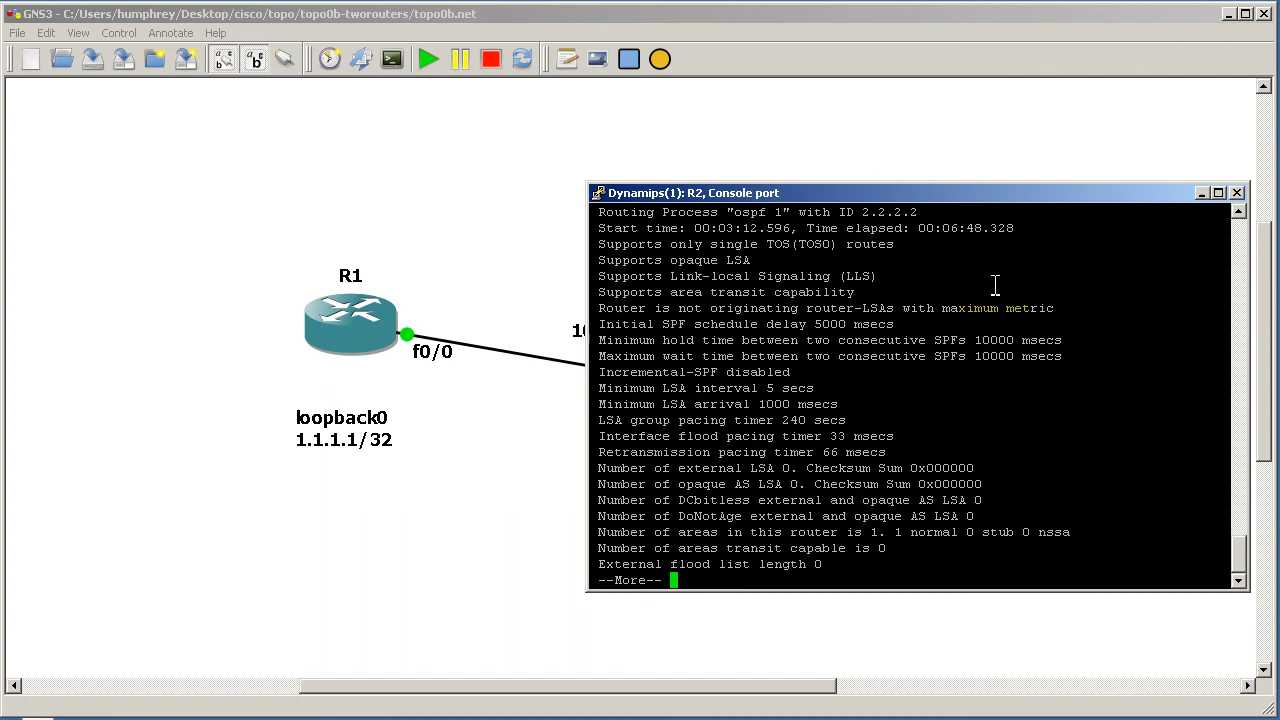 GNS3 - C:/Users/humphrey/Desktop/cisco/topo/topo0b-tworouters/topo0b.net
File Edit View Control Annotate Help
R1
f0/0
10
loopback0
1.1.1.1/32
Dynamips(1): R2, Console port
Routing Process "ospf 1" with ID 2.2.2.2
Start time: 00:03:12.596, Time elapsed: 00:06:48.328
Supports only single TOS(TOS0) routes
Supports opaque LSA
Supports Link-local Signaling (LLS)
Supports area transit capability
Router is not originating router-LSAs with maximum metric
Initial SPF schedule delay 5000 msecs
Minimum hold time between two consecutive SPFs 10000 msecs
Maximum wait time between two consecutive SPFs 10000 msecs
Incremental-SPF disabled
Minimum LSA interval 5 secs
Minimum LSA arrival 1000 msecs
LSA group pacing timer 240 secs
Interface flood pacing timer 33 msecs
Retransmission pacing timer 66 msecs
Number of external LSA 0. Checksum Sum 0x000000
Number of opaque AS LSA 0. Checksum Sum 0x000000
Number of DCbitless external and opaque AS LSA 0
Number of DoNotAge external and opaque AS LSA 0
Number of areas in this router is 1. 1 normal 0 stub 0 nssa
Number of areas transit capable is 0
External flood list length 0
--More--